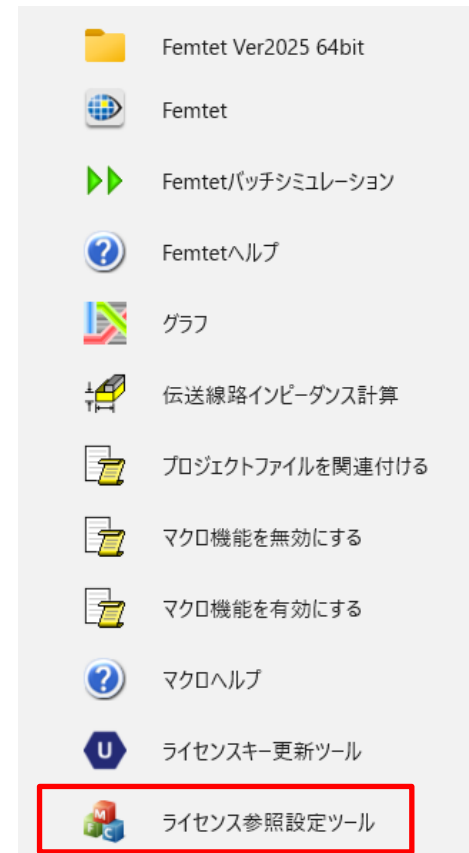 Femtet Ver2025 64bit
Femtet
Femtetバッチシミュレーション
Femtetヘルプ
グラフ
伝送線路インピーダンス計算
プロジェクトファイルを関連付ける
マクロ機能を無効にする
マクロ機能を有効にする
マクロヘルプ
U ライセンスキー更新ツール
ライセンス参照設定ツール